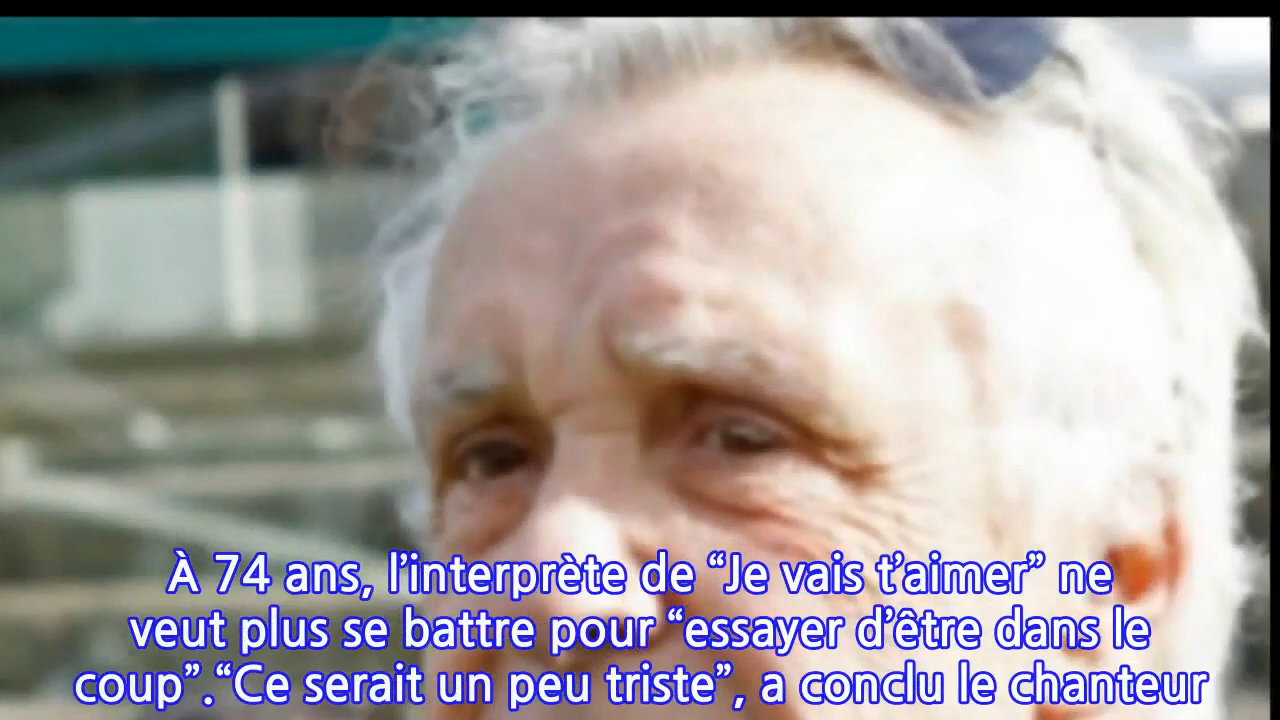 À 74 ans, l’interprète de “Je vais t’aimer” ne
veut plus se battre pour “essayer d’être dans le
coup”.“Ce serait un peu triste”, a conclu le chanteur